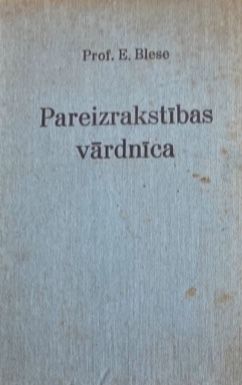 Prof. E. Blese
Pareizrakstības
vārdnīca